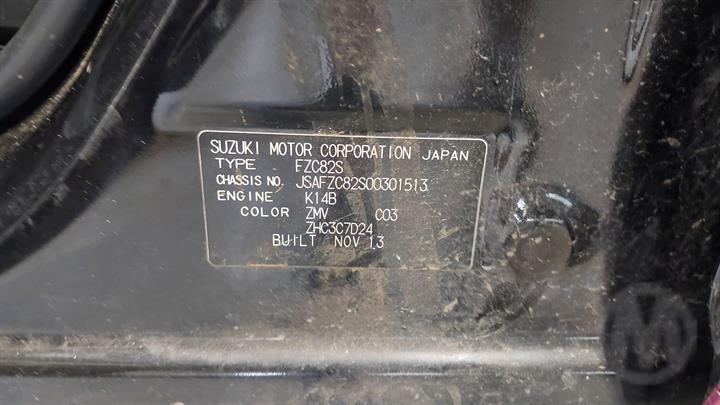 SUZUKI MOTOR CORPORATION JAPAN
TYPE FZC82S
CHASSIS NO. JSAFZC82S00301513
ENGINE K14B
COLOR ZMV C03
ZHC3C7D24
BUILT NOV 13
M